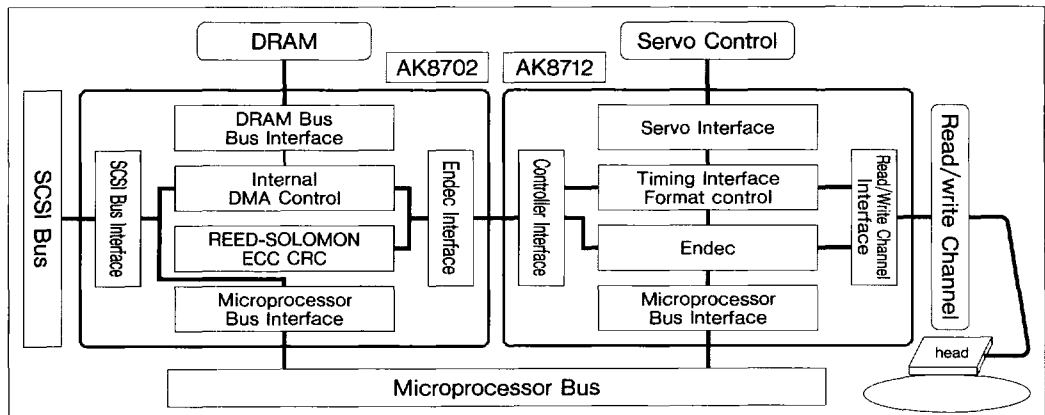 DRAM
Servo Control
AK8702
AK8712
SCSI Bus
DRAM Bus
Bus Interface
SCSI Bus Interface
Internal
DMA Control
REED-SOLOMON
ECC CRC
Endec Interface
Microprocessor
Bus Interface
Servo Interface
Controller Interface
Timing Interface
Format control
Endec
Read/Write Channel
Interface
Microprocessor
Bus Interface
Read/write Channel
head
Microprocessor Bus